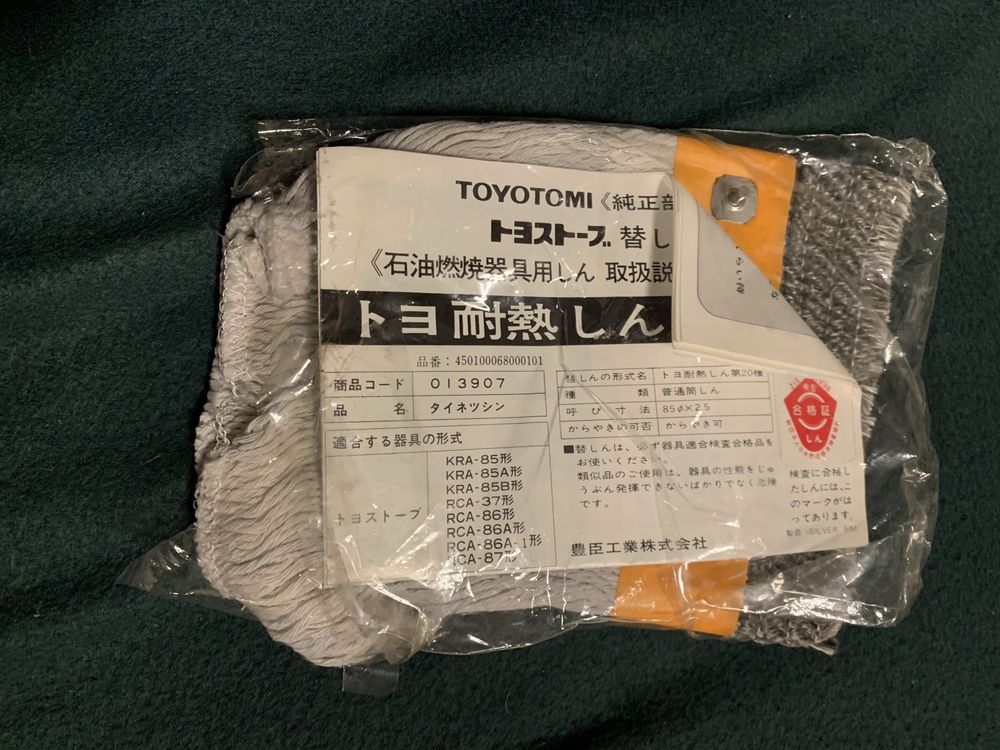 TOYOTOMI《純正部
トヨストーブ 替し
《石油燃焼器具用しん 取扱説
トヨ耐熱しん
品番：450100068000101
商品コード 013907
品 名 タイネツシン
適合する器具の形式
トヨストーブ
KRA-85形
KRA-85A形
KRA-85B形
RCA-37形
RCA-86形
RCA-86A形
RCA-86A-1形
RCA-87形
替しんの形式名 トヨ耐熱しん第20種
種 類 普通筒しん
呼び寸法 85φ×2.5
からやきの可否 からやき可
■替しんは、必ず器具適合検査合格品を
お使いください。
類似品のご使用は、器具の性能をじゅ
うぶん発揮できないばかりでなく危険
です。
豊臣工業株式会社
合格証
しん
検査に合格し
たしんには、こ
のマークがは
ってあります。
製造 SILVER